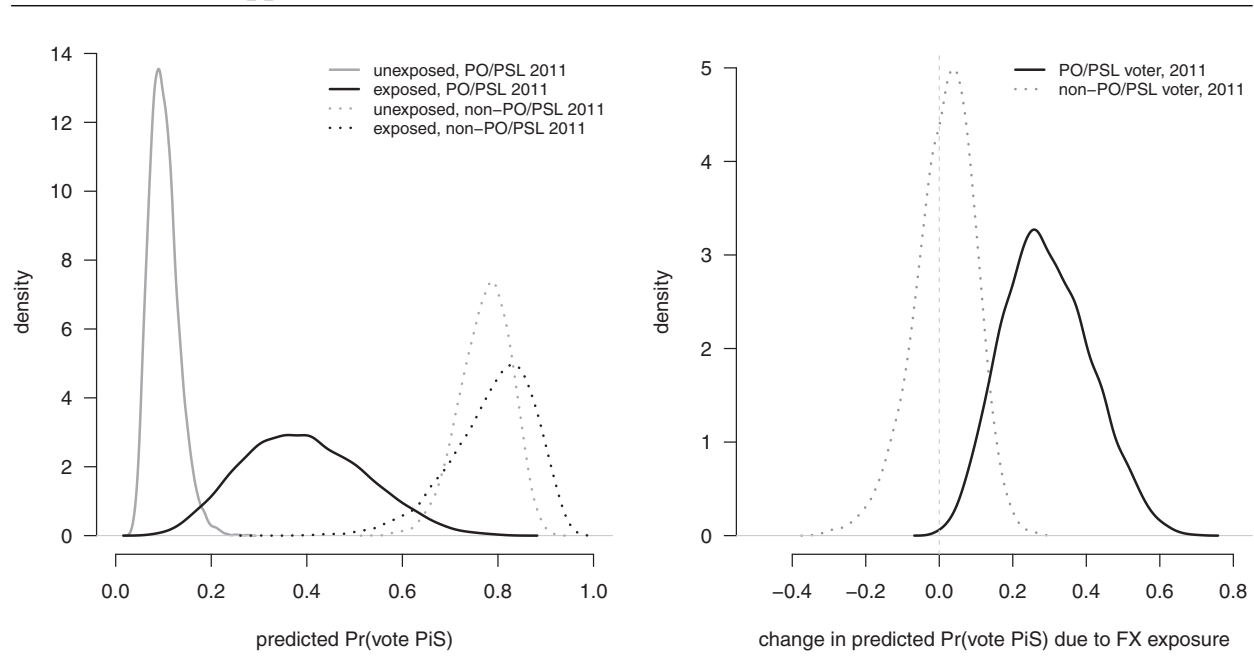 14
12
10
8
6
4
2
0
density
unexposed, PO/PSL 2011
exposed, PO/PSL 2011
unexposed, non−PO/PSL 2011
exposed, non−PO/PSL 2011
0.0 0.2 0.4 0.6 0.8 1.0
predicted Pr(vote PiS)
5
4
3
2
1
0
density
PO/PSL voter, 2011
non−PO/PSL voter, 2011
−0.4 −0.2 0.0 0.2 0.4 0.6 0.8
change in predicted Pr(vote PiS) due to FX exposure